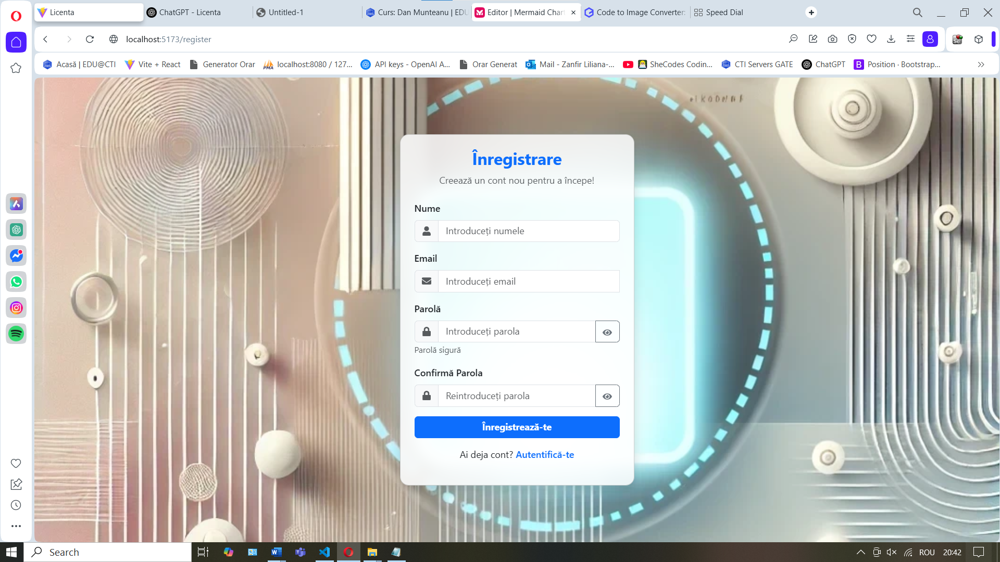 Licenta
ChatGPT - Licenta
Untitled-1
Curs: Dan Munteanu | EDU
Editor | Mermaid Char
Code to Image Converter:
Speed Dial
localhost:5173/register
Acasă | EDU@CTI
Vite + React
Generator Orar
localhost:8080 / 127...
API keys - OpenAI A...
Orar Generat
Mail - Zanfir Liliana-...
SheCodes Codin...
CTI Servers GATE
ChatGPT
Position · Bootstrap...
Înregistrare
Creează un cont nou pentru a începe!
Nume
Introduceți numele
Email
Introduceți email
Parolă
Introduceți parola
Parolă sigură
Confirmă Parola
Reintroduceți parola
Înregistrează-te
Ai deja cont? Autentifică-te
Search
ROU
20:42